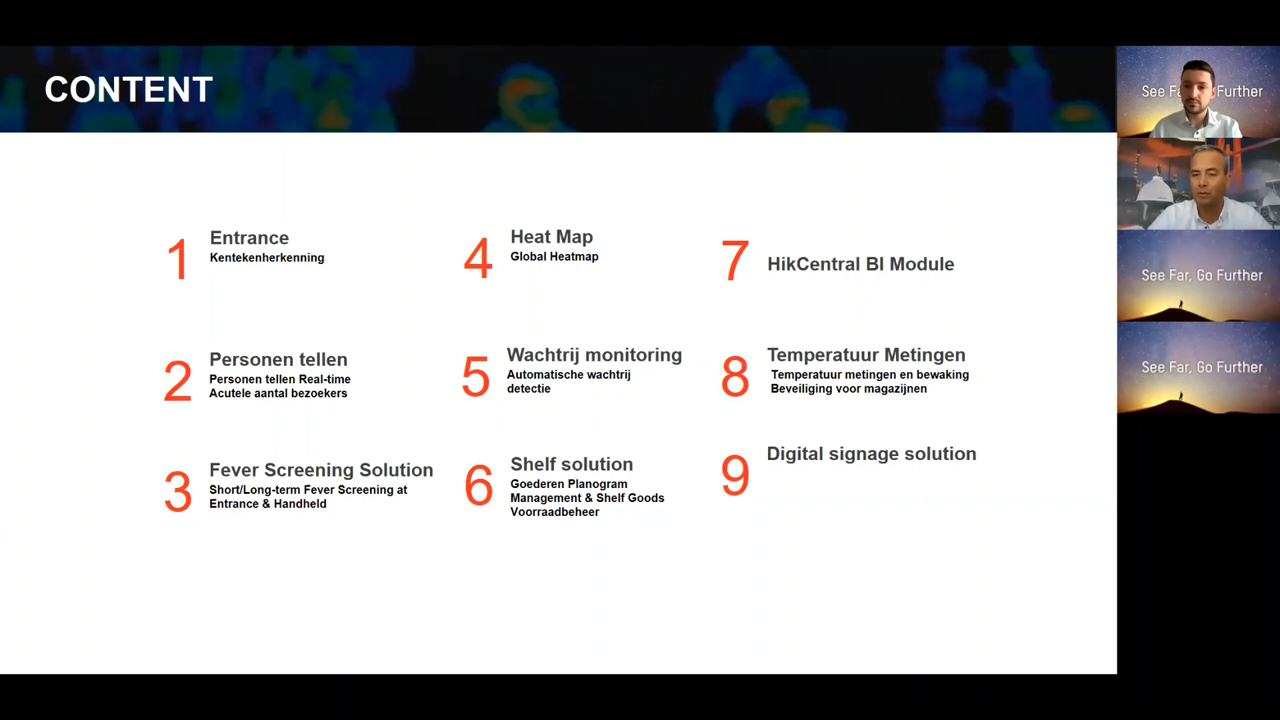 CONTENT
1
Entrance
Kentekenherkenning
2
Personen tellen
Personen tellen Real-time
Acutele aantal bezoekers
3
Fever Screening Solution
Short/Long-term Fever Screening at
Entrance & Handheld
4
Heat Map
Global Heatmap
5
Wachtrij monitoring
Automatische wachtrij
detectie
6
Shelf solution
Goederen Planogram
Management & Shelf Goods
Voorraadbeheer
7
HikCentral BI Module
8
Temperatuur Metingen
Temperatuur metingen en bewaking
Beveiliging voor magazijnen
9
Digital signage solution
See Further
See Far, Go Further
See Far, Go Further